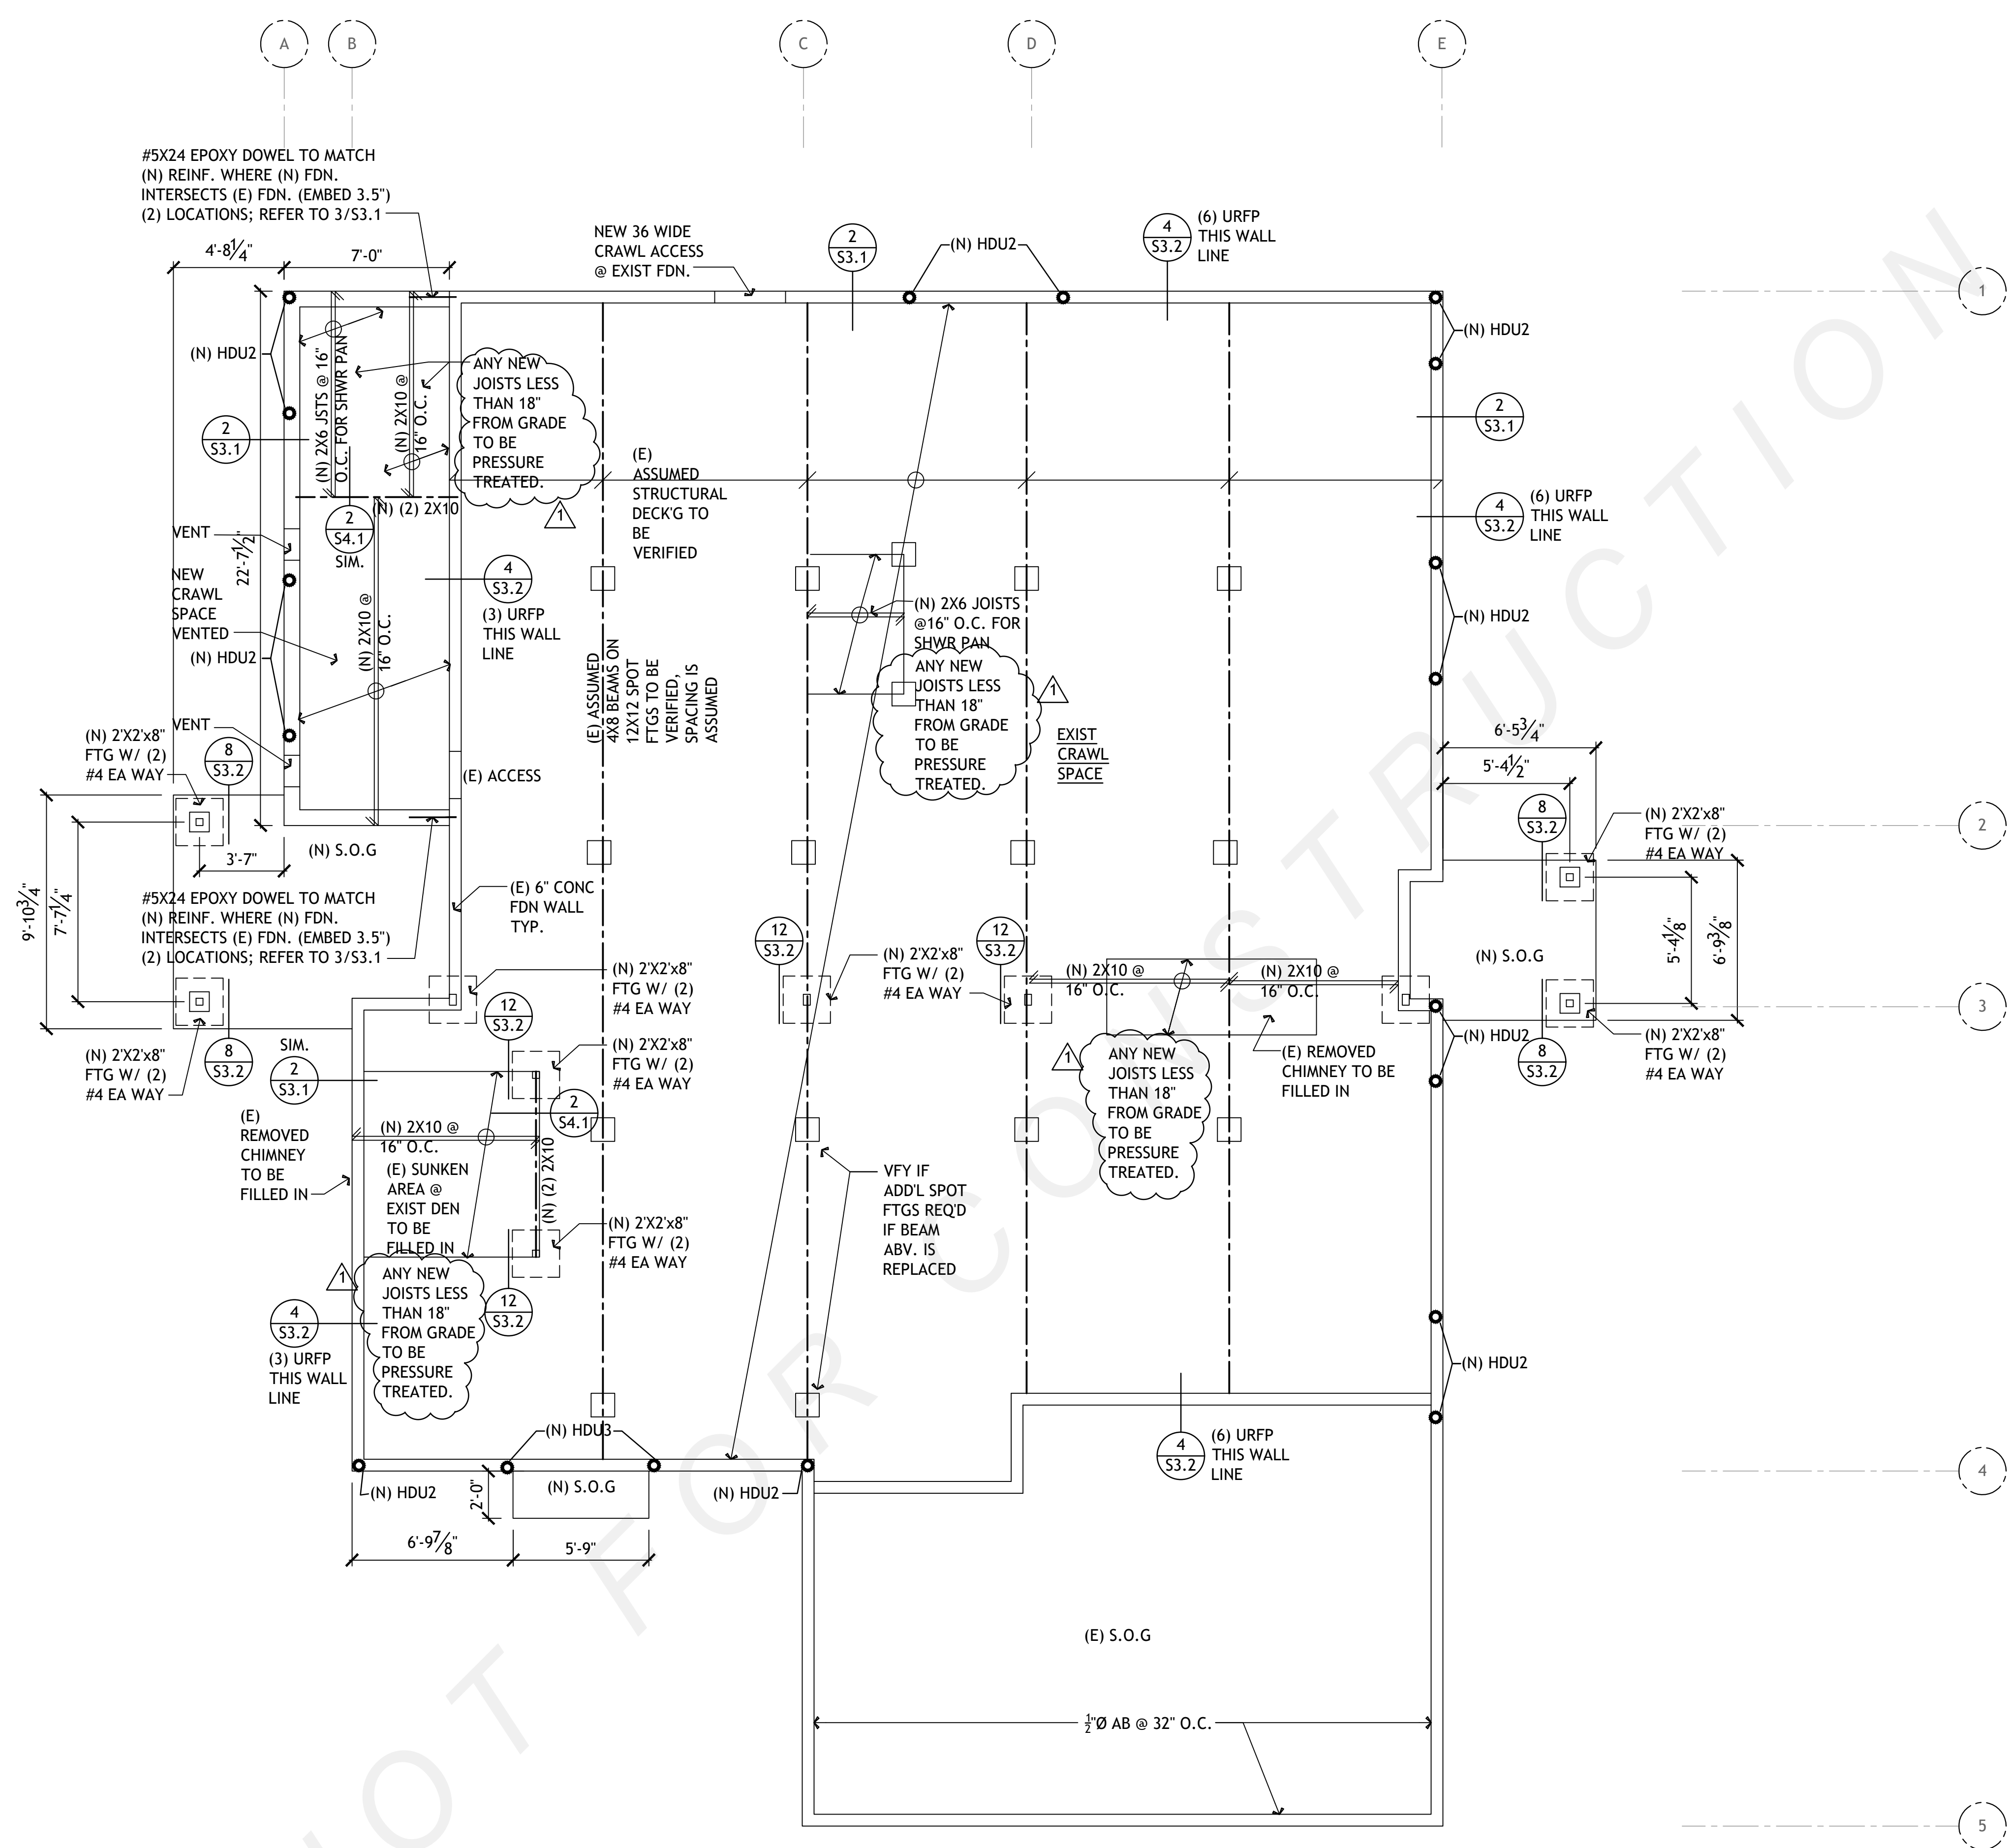 A
B
C
D
E
#5X24 EPOXY DOWEL TO MATCH
(N) REINF. WHERE (N) FDN.
INTERSECTS (E) FDN. (EMBED 3.5")
(2) LOCATIONS; REFER TO 3/S3.1
4'-8 1/4"
7'-0"
NEW 36 WIDE
CRAWL ACCESS
@ EXIST FDN.
2
S3.1
(N) HDU2
4
S3.2
(6) URFP
THIS WALL
LINE
1
(N) HDU2
(N) HDU2
2
S3.1
(N) 2X6 JSTS @ 16"
O.C. FOR SHWR PAN
(N) 2X10 @
16" O.C.
ANY NEW
JOISTS LESS
THAN 18"
FROM GRADE
TO BE
PRESSURE
TREATED.
1
(E)
ASSUMED
STRUCTURAL
DECK'G TO
BE
VERIFIED
2
S3.1
4
S3.2
(6) URFP
THIS WALL
LINE
(N) (2) 2X10
2
S4.1
SIM.
VENT
22'-7 1/2"
NEW
CRAWL
SPACE
VENTED
(N) HDU2
(N) 2X10 @
16" O.C.
4
S3.2
(3) URFP
THIS WALL
LINE
(E) ASSUMED
4X8 BEAMS ON
12X12 SPOT
FTGS TO BE
VERIFIED,
SPACING IS
ASSUMED
(N) 2X6 JOISTS
@16" O.C. FOR
SHWR PAN
ANY NEW
JOISTS LESS
THAN 18"
FROM GRADE
TO BE
PRESSURE
TREATED.
1
EXIST
CRAWL
SPACE
(N) HDU2
VENT
(N) 2'X2'x8"
FTG W/ (2)
#4 EA WAY
8
S3.2
(E) ACCESS
6'-5 3/4"
5'-4 1/2"
8
S3.2
(N) 2'X2'x8"
FTG W/ (2)
#4 EA WAY
2
3'-7"
(N) S.O.G
9'-10 3/4"
7'-7 1/4"
#5X24 EPOXY DOWEL TO MATCH
(N) REINF. WHERE (N) FDN.
INTERSECTS (E) FDN. (EMBED 3.5")
(2) LOCATIONS; REFER TO 3/S3.1
(E) 6" CONC
FDN WALL
TYP.
(N) 2'X2'x8"
FTG W/ (2)
#4 EA WAY
12
S3.2
(N) 2'X2'x8"
FTG W/ (2)
#4 EA WAY
12
S3.2
(N) 2X10 @
16" O.C.
(N) 2X10 @
16" O.C.
(N) S.O.G
5'-4 1/8"
6'-9 3/8"
3
(N) 2'X2'x8"
FTG W/ (2)
#4 EA WAY
8
S3.2
SIM.
2
S3.1
12
S3.2
(N) 2'X2'x8"
FTG W/ (2)
#4 EA WAY
2
S4.1
1
ANY NEW
JOISTS LESS
THAN 18"
FROM GRADE
TO BE
PRESSURE
TREATED.
(E) REMOVED
CHIMNEY TO BE
FILLED IN
(N) HDU2
8
S3.2
(N) 2'X2'x8"
FTG W/ (2)
#4 EA WAY
(E)
REMOVED
CHIMNEY
TO BE
FILLED IN
(N) 2X10 @
16" O.C.
(E) SUNKEN
AREA @
EXIST DEN
TO BE
FILLED IN
(N) (2) 2X10
(N) 2'X2'x8"
FTG W/ (2)
#4 EA WAY
VFY IF
ADD'L SPOT
FTGS REQ'D
IF BEAM
ABV. IS
REPLACED
1
ANY NEW
JOISTS LESS
THAN 18"
FROM GRADE
TO BE
PRESSURE
TREATED.
12
S3.2
4
S3.2
(3) URFP
THIS WALL
LINE
(N) HDU2
(N) HDU3
4
S3.2
(6) URFP
THIS WALL
LINE
4
(N) HDU2
2'-0"
(N) S.O.G
(N) HDU2
6'-9 7/8"
5'-9"
(E) S.O.G
1/2"Ø AB @ 32" O.C.
5
NOT FOR CONSTRUCTION